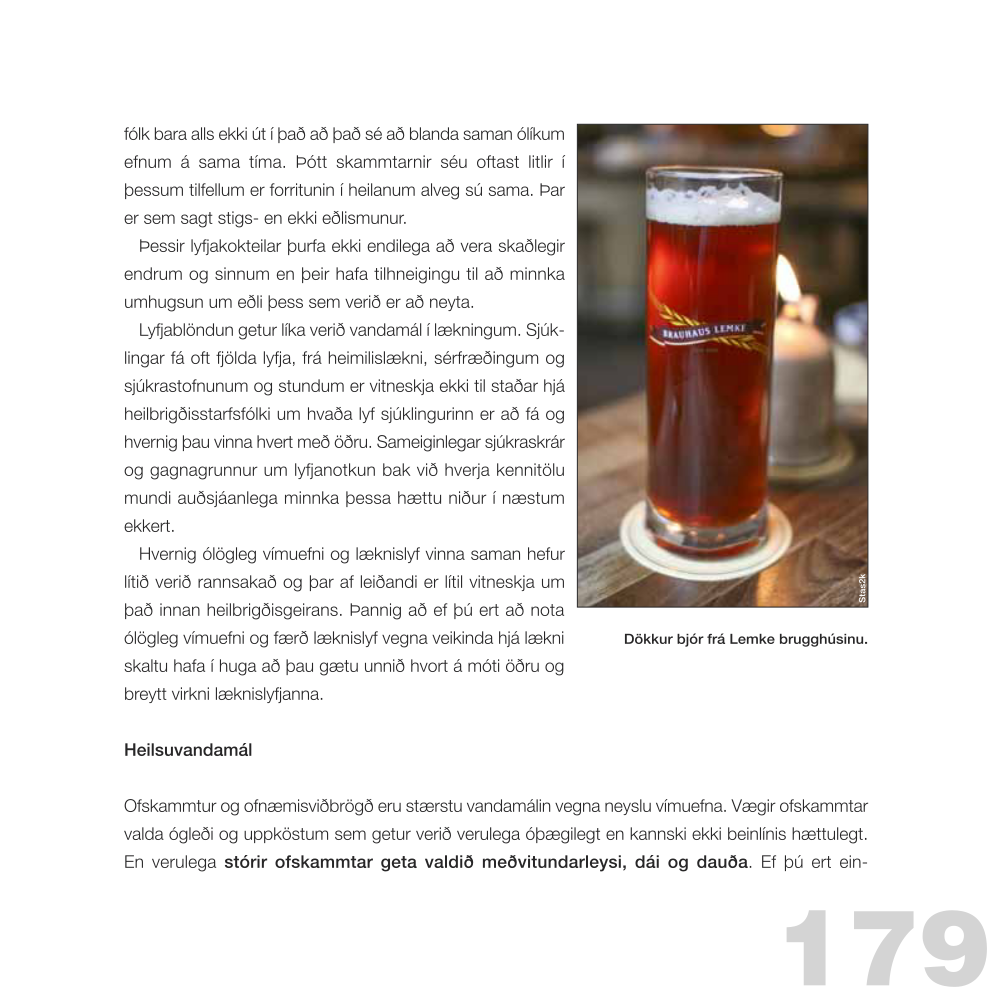 fólk bara alls ekki út í það að það sé að blanda saman ólíkum
efnum á sama tíma. Þótt skammtarnir séu oftast litlir í
þessum tilfellum er forritunin í heilanum alveg sú sama. Þar
er sem sagt stigs- en ekki eðlismunur.
Þessir lyfjakokteilar þurfa ekki endilega að vera skaðlegir
endrum og sinnum en þeir hafa tilhneigingu til að minnka
umhugsun um eðli þess sem verið er að neyta.
Lyfjablöndun getur líka verið vandamál í lækningum. Sjúk-
lingar fá oft fjölda lyfja, frá heimilislækni, sérfræðingum og
sjúkrastofnunum og stundum er vitneskja ekki til staðar hjá
heilbrigðisstarfsfólki um hvaða lyf sjúklingurinn er að fá og
hvernig þau vinna hvert með öðru. Sameiginlegar sjúkraskrár
og gagnagrunnur um lyfjanotkun bak við hverja kennitölu
mundi auðsjáanlega minnka þessa hættu niður í næstum
ekkert.
Hvernig ólögleg vímuefni og læknislyf vinna saman hefur
lítið verið rannsakað og þar af leiðandi er lítil vitneskja um
það innan heilbrigðisgeirans. Þannig að ef þú ert að nota
ólögleg vímuefni og færð læknislyf vegna veikinda hjá lækni
skaltu hafa í huga að þau gætu unnið hvort á móti öðru og
breytt virkni læknislyfjanna.
BRAUHAUS LEMKE
Stas2k
Dökkur bjór frá Lemke brugghúsinu.
Heilsuvandamál
Ofskammtur og ofnæmisviðbrögð eru stærstu vandamálin vegna neyslu vímuefna. Vægir ofskammtar
valda ógleði og uppköstum sem getur verið verulega óþægilegt en kannski ekki beinlínis hættulegt.
En verulega stórir ofskammtar geta valdið meðvitundarleysi, dái og dauða. Ef þú ert ein-
179